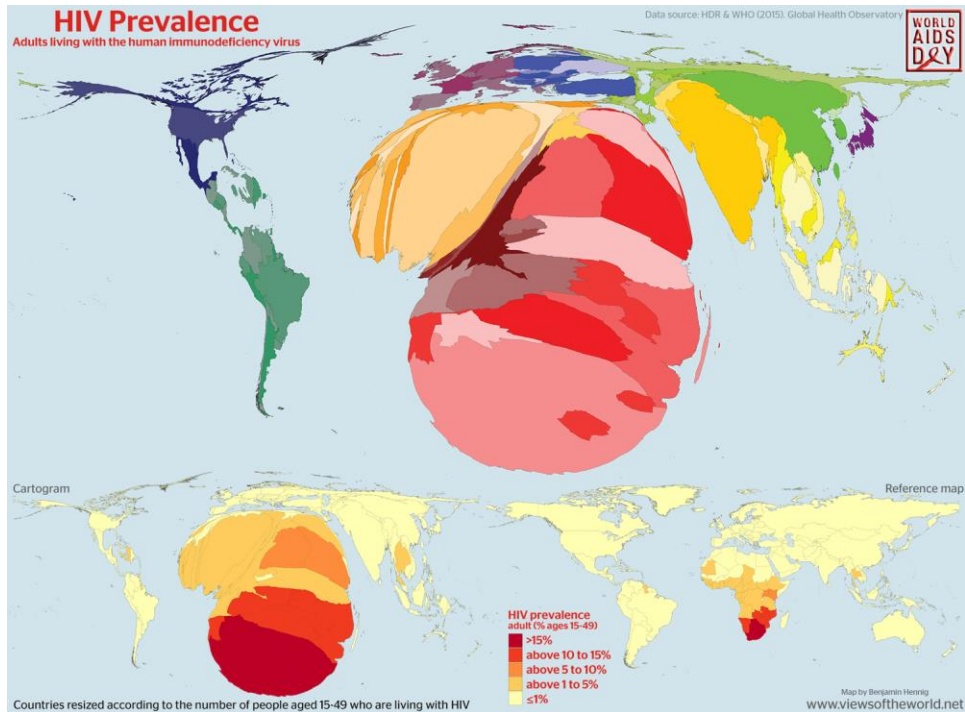 HIV Prevalence
Adults living with the human immunodeficiency virus
Data source: HDR & WHO (2015). Global Health Observatory
WORLD
AIDS
DAY
Cartogram
Reference map
HIV prevalence
adult (% ages 15-49)
>15%
above 10 to 15%
above 5 to 10%
above 1 to 5%
≤1%
Countries resized according to the number of people aged 15-49 who are living with HIV
Map by Benjamin Hennig
www.viewsoftheworld.net